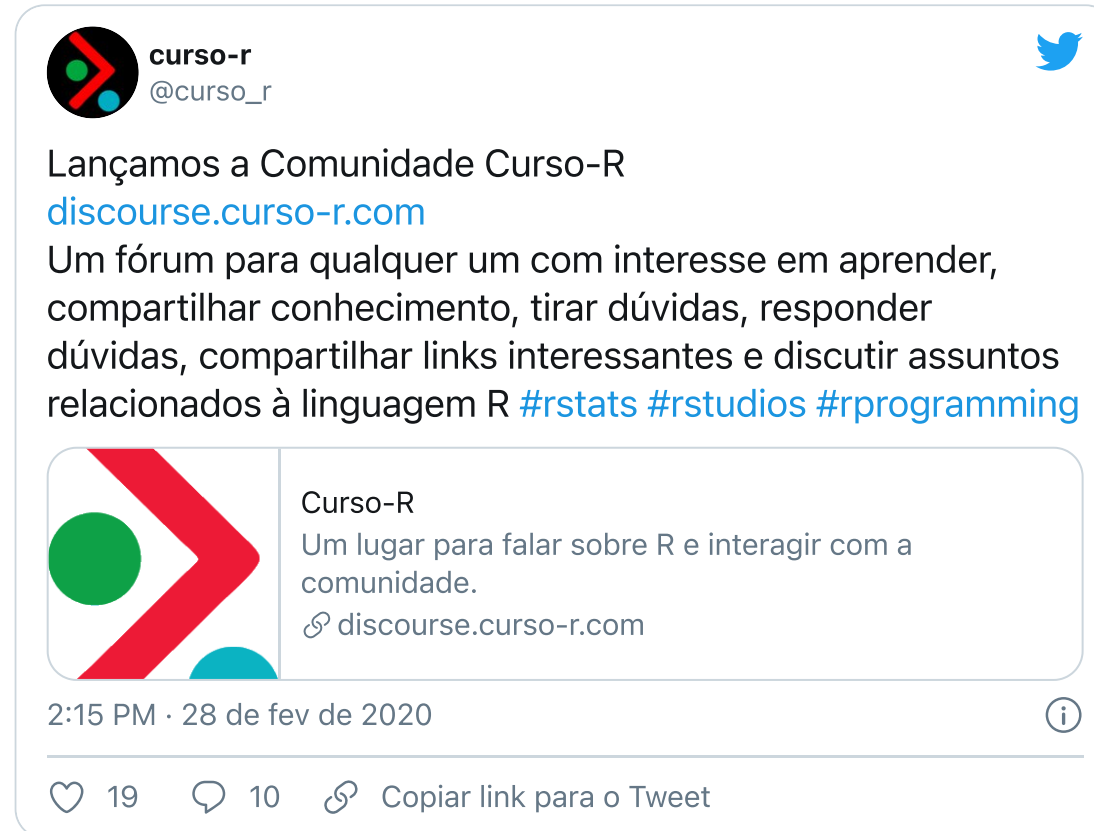 curso-r
@curso_r
Lançamos a Comunidade Curso-R
discourse.curso-r.com
Um fórum para qualquer um com interesse em aprender,
compartilhar conhecimento, tirar dúvidas, responder
dúvidas, compartilhar links interessantes e discutir assuntos
relacionados à linguagem R #rstats #rstudios #rprogramming
Curso-R
Um lugar para falar sobre R e interagir com a
comunidade.
discourse.curso-r.com
2:15 PM · 28 de fev de 2020
19 10 Copiar link para o Tweet